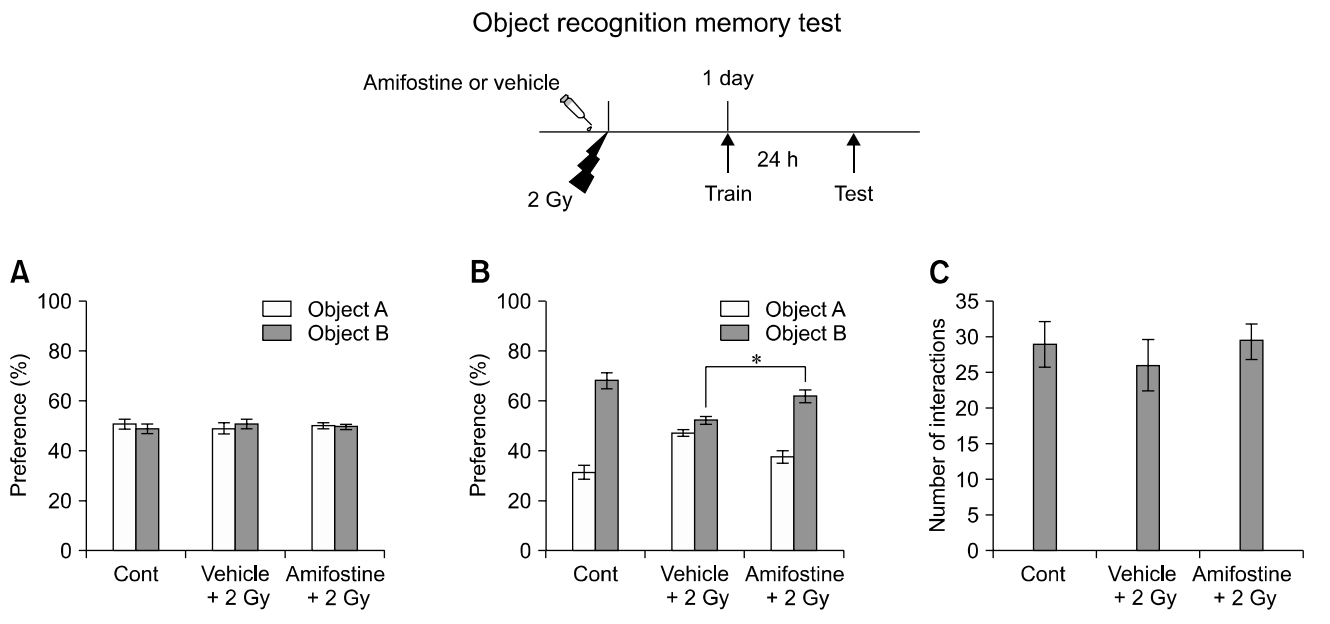 Object recognition memory test
Amifostine or vehicle
1 day
24 h
2 Gy
Train
Test
A
100
80
60
40
20
0
Preference (%)
Object A
Object B
Cont
Vehicle
+ 2 Gy
Amifostine
+ 2 Gy
B
100
80
60
40
20
0
Preference (%)
Object A
Object B
*
Cont
Vehicle
+ 2 Gy
Amifostine
+ 2 Gy
C
35
30
25
20
15
10
5
0
Number of interactions
Cont
Vehicle
+ 2 Gy
Amifostine
+ 2 Gy